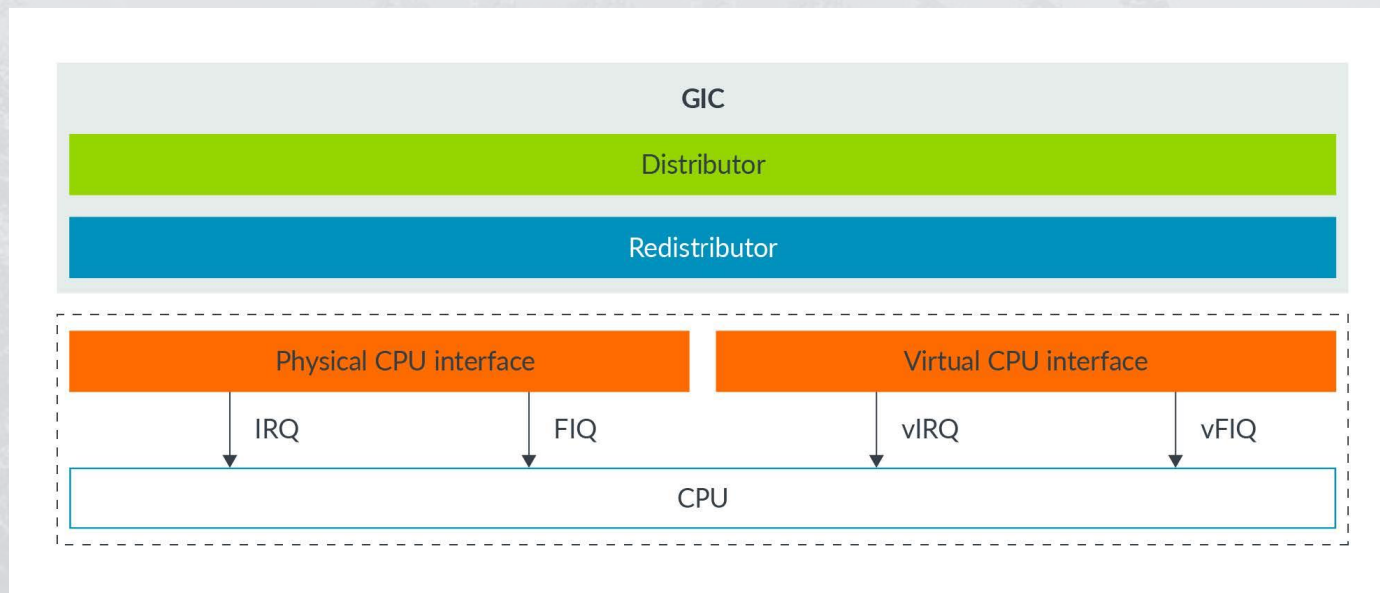 GIC
Distributor
Redistributor
Physical CPU interface
Virtual CPU interface
IRQ
FIQ
vIRQ
vFIQ
CPU